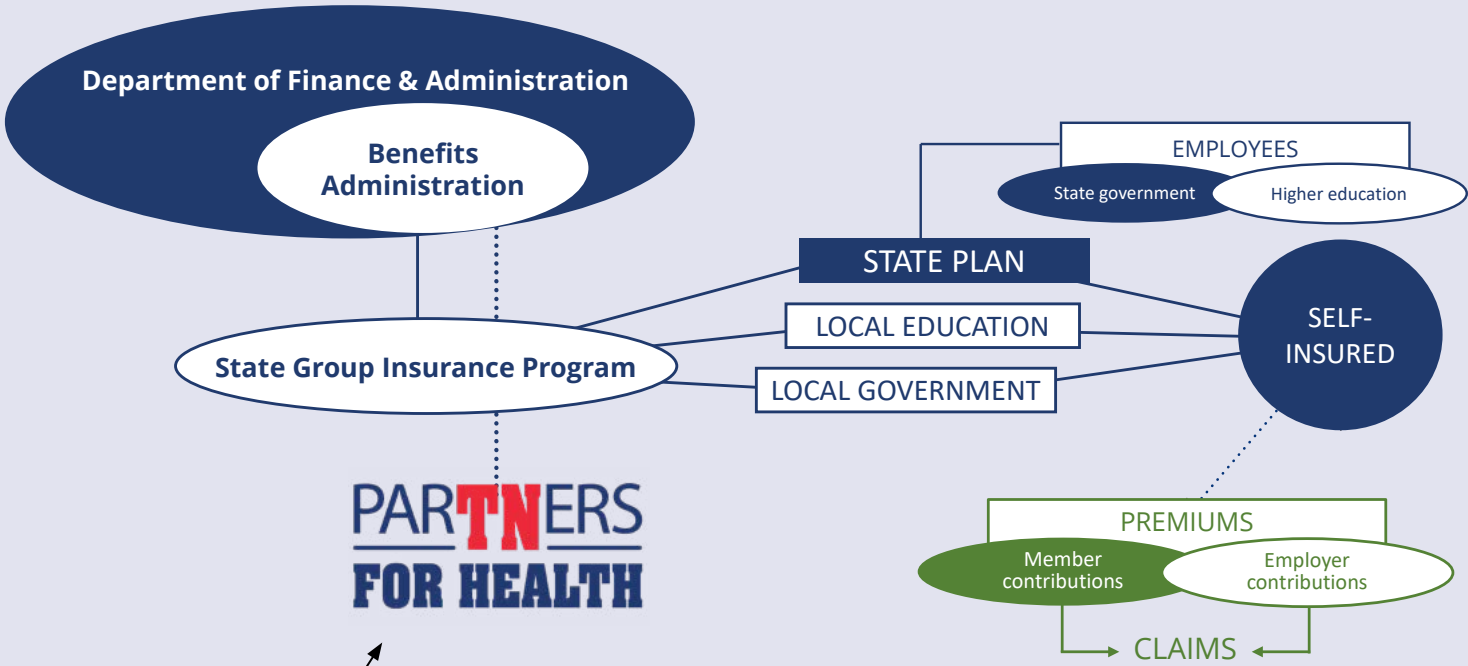 Department of Finance & Administration
Benefits
Administration
EMPLOYEES
State government
Higher education
STATE PLAN
LOCAL EDUCATION
LOCAL GOVERNMENT
SELF-
INSURED
State Group Insurance Program
PARTNERS
FOR HEALTH
PREMIUMS
Member
contributions
Employer
contributions
CLAIMS